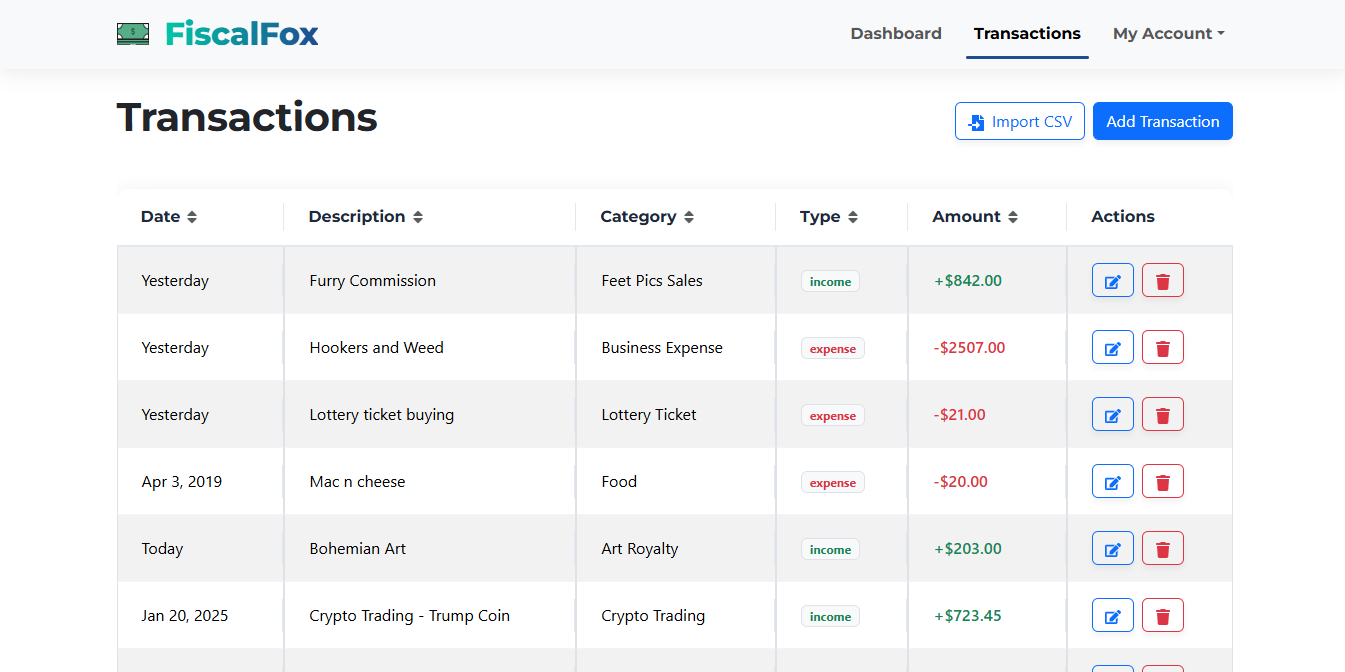 FiscalFox Dashboard Transactions My Account
Transactions Import CSV Add Transaction
Date Description Category Type Amount Actions
Yesterday Furry Commission Feet Pics Sales income +$842.00
Yesterday Hookers and Weed Business Expense expense -$2507.00
Yesterday Lottery ticket buying Lottery Ticket expense -$21.00
Apr 3, 2019 Mac n cheese Food expense -$20.00
Today Bohemian Art Art Royalty income +$203.00
Jan 20, 2025 Crypto Trading - Trump Coin Crypto Trading income +$723.45